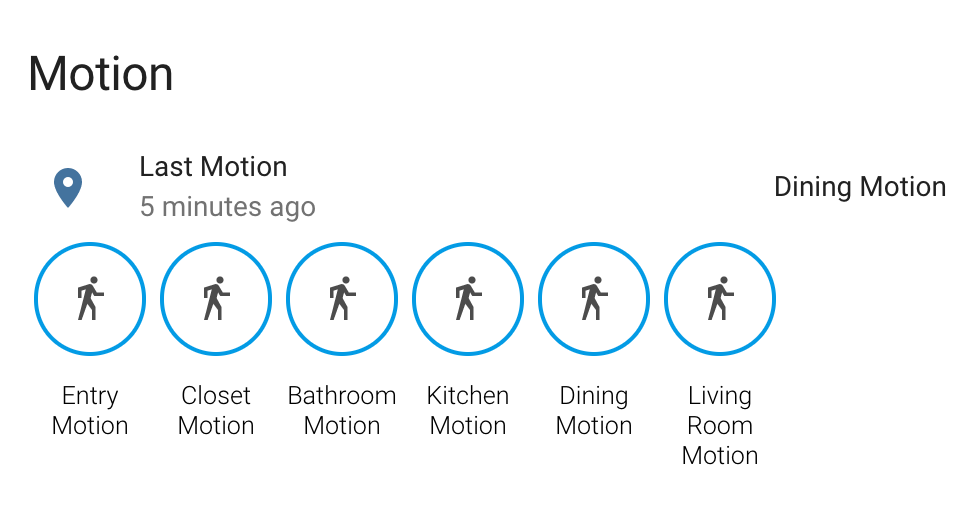 Motion
Last Motion
5 minutes ago
Dining Motion
Entry
Motion
Closet
Motion
Bathroom
Motion
Kitchen
Motion
Dining
Motion
Living
Room
Motion